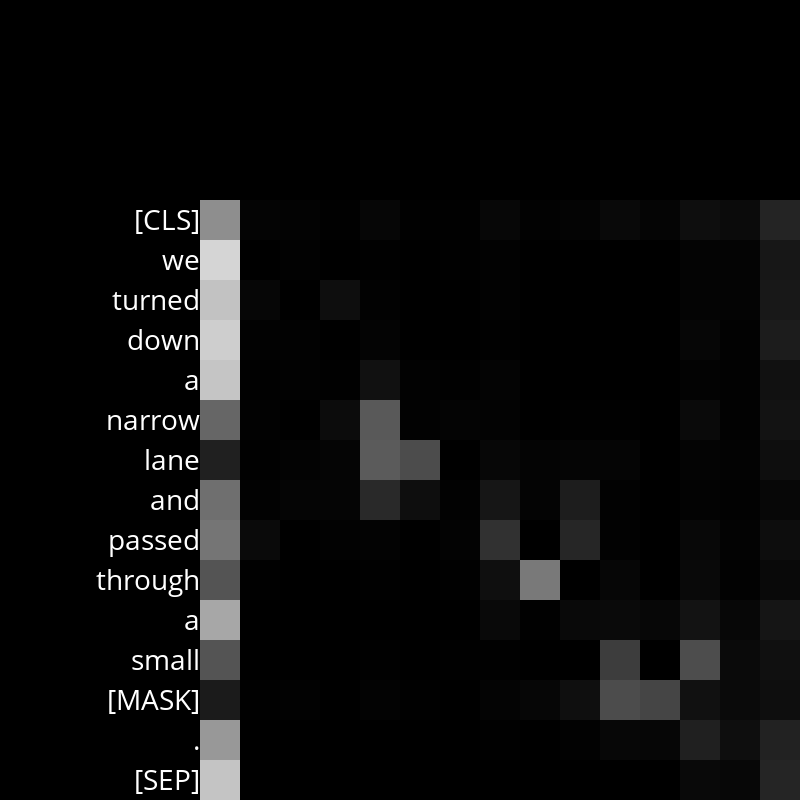 [CLS]
we
turned
down
a
narrow
lane
and
passed
through
a
small
[MASK]
.
[SEP]